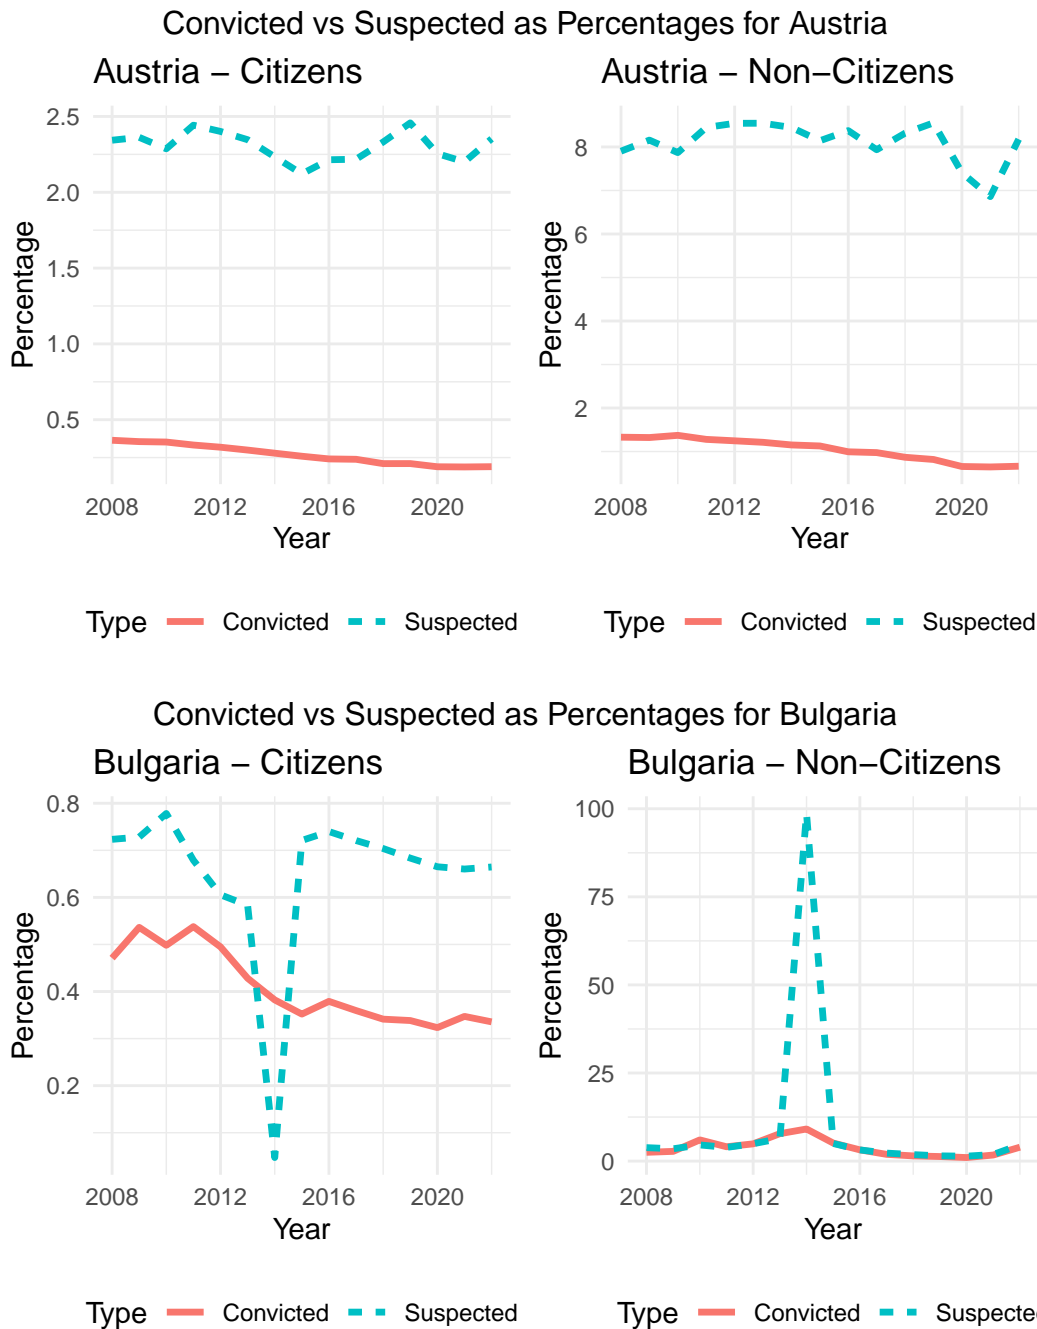 Convicted vs Suspected as Percentages for Austria
Austria − Citizens
2.5
2.0
1.5
1.0
0.5
Percentage
2008 2012 2016 2020
Year
Type Convicted Suspected
Austria − Non−Citizens
8
6
4
2
Percentage
2008 2012 2016 2020
Year
Type Convicted Suspected
Convicted vs Suspected as Percentages for Bulgaria
Bulgaria − Citizens
0.8
0.6
0.4
0.2
Percentage
2008 2012 2016 2020
Year
Type Convicted Suspected
Bulgaria − Non−Citizens
100
75
50
25
0
Percentage
2008 2012 2016 2020
Year
Type Convicted Suspecte